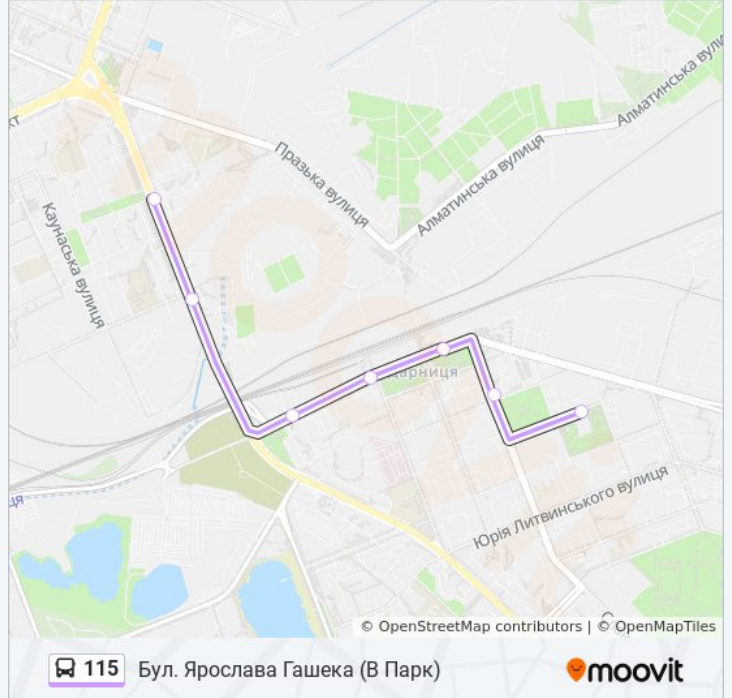 Алматинська вули
Празька вулиця
Алматинська вулиця
Каунаська вулиця
дарниця
Юрія Литвинського вулиця
© OpenStreetMap contributors | © OpenMapTiles
115 Бул. Ярослава Гашека (В Парк) moovit